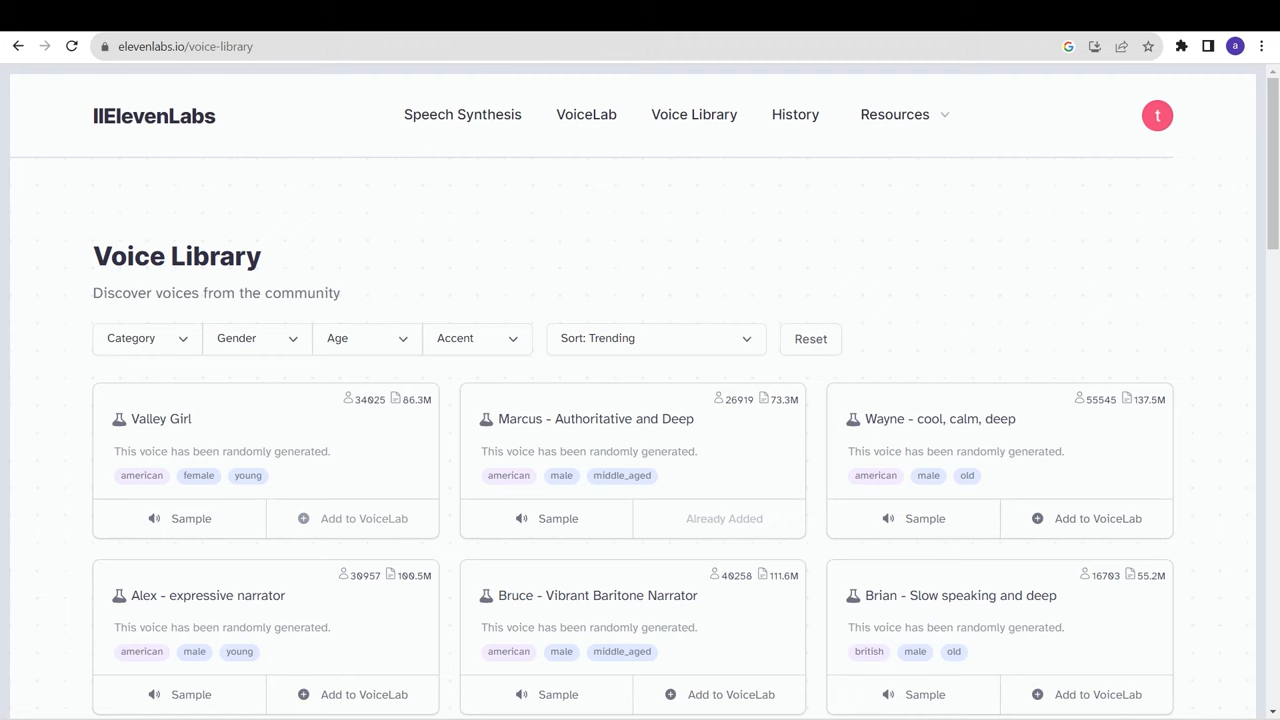 elevenlabs.io/voice-library
a
IIElevenLabs
Speech Synthesis VoiceLab Voice Library History Resources
t
Voice Library
Discover voices from the community
Category Gender Age Accent Sort: Trending Reset
34025 86.3M
Valley Girl
This voice has been randomly generated.
american female young
Sample Add to VoiceLab
26919 73.3M
Marcus - Authoritative and Deep
This voice has been randomly generated.
american male middle_aged
Sample Already Added
55545 137.5M
Wayne - cool, calm, deep
This voice has been randomly generated.
american male old
Sample Add to VoiceLab
30957 100.5M
Alex - expressive narrator
This voice has been randomly generated.
american male young
Sample Add to VoiceLab
40258 111.6M
Bruce - Vibrant Baritone Narrator
This voice has been randomly generated.
american male middle_aged
Sample Add to VoiceLab
16703 55.2M
Brian - Slow speaking and deep
This voice has been randomly generated.
british male old
Sample Add to VoiceLab